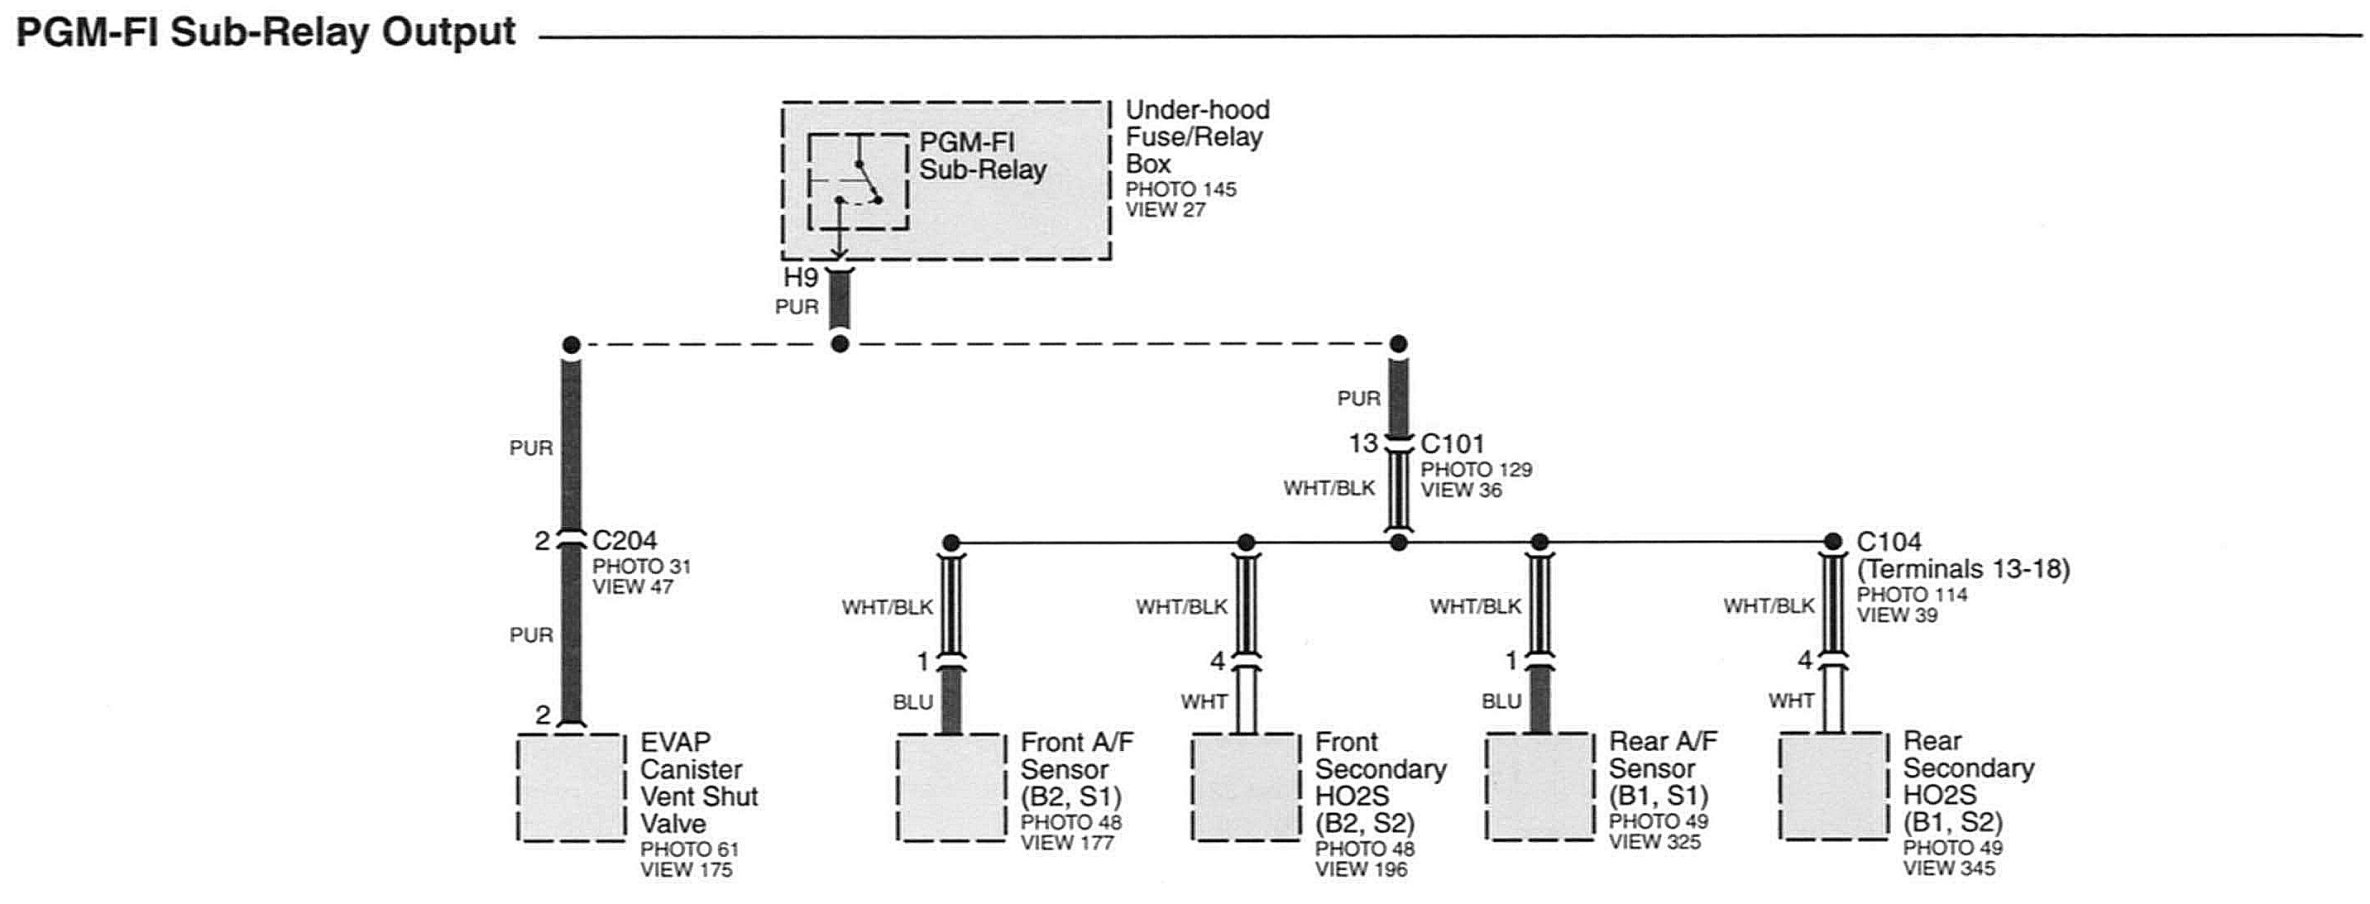 PGM-FI Sub-Relay Output
PGM-FI
Sub-Relay
Under-hood
Fuse/Relay
Box
PHOTO 145
VIEW 27
H9
PUR
PUR
13
C101
PHOTO 129
VIEW 36
WHT/BLK
PUR
2
C204
PHOTO 31
VIEW 47
PUR
2
C104
(Terminals 13-18)
PHOTO 114
VIEW 39
WHT/BLK
WHT/BLK
WHT/BLK
WHT/BLK
1
4
1
4
BLU
WHT
BLU
WHT
EVAP
Canister
Vent Shut
Valve
PHOTO 61
VIEW 175
Front A/F
Sensor
(B2, S1)
PHOTO 48
VIEW 177
Front
Secondary
HO2S
(B2, S2)
PHOTO 48
VIEW 196
Rear A/F
Sensor
(B1, S1)
PHOTO 49
VIEW 325
Rear
Secondary
HO2S
(B1, S2)
PHOTO 49
VIEW 345